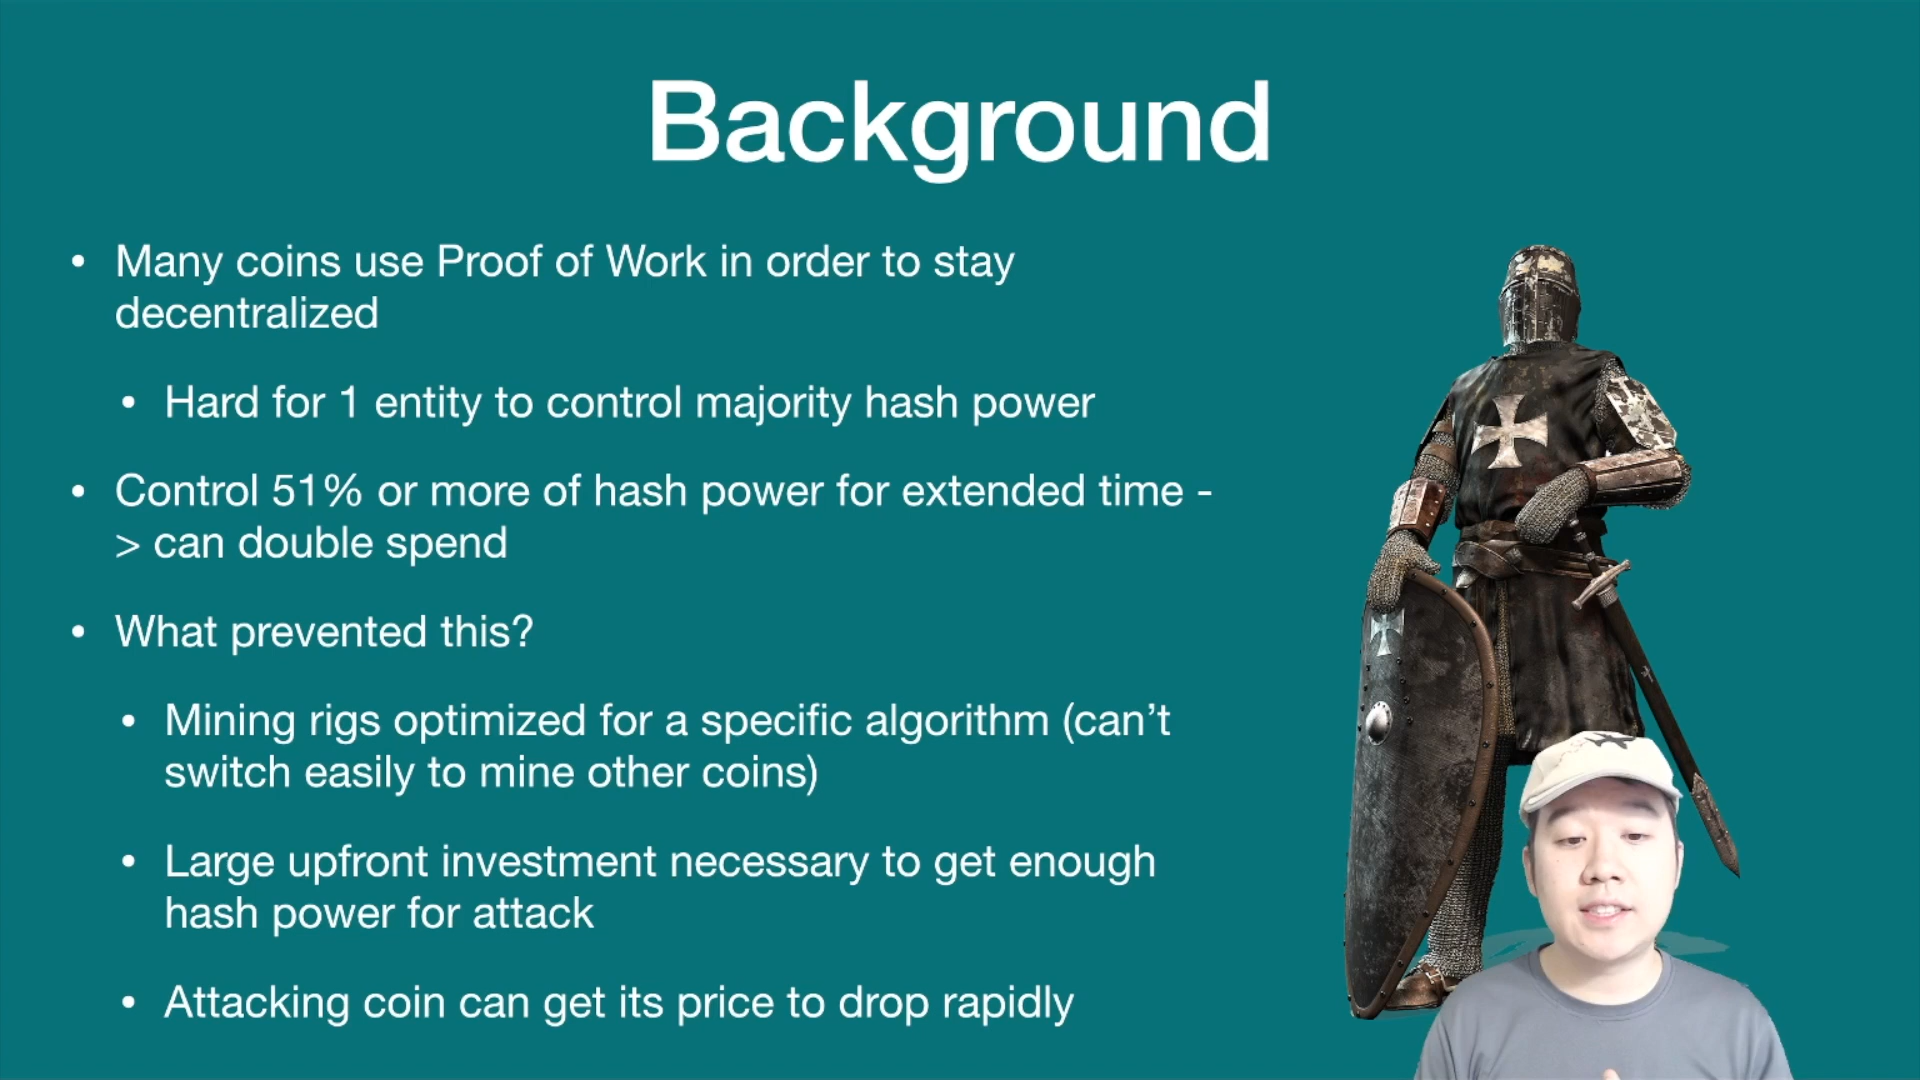 Background
• Many coins use Proof of Work in order to stay
decentralized
• Hard for 1 entity to control majority hash power
• Control 51% or more of hash power for extended time -
> can double spend
• What prevented this?
• Mining rigs optimized for a specific algorithm (can’t
switch easily to mine other coins)
• Large upfront investment necessary to get enough
hash power for attack
• Attacking coin can get its price to drop rapidly